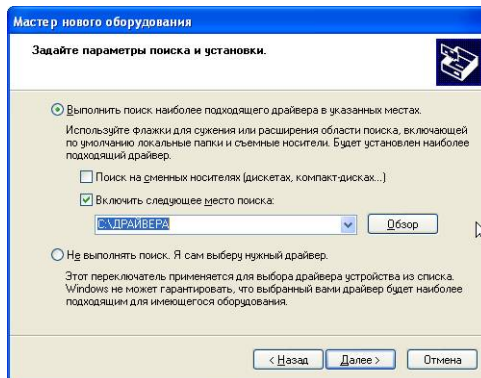 Мастер нового оборудования
Задайте параметры поиска и установки.
Выполнить поиск наиболее подходящего драйвера в указанных местах.
Используйте флажки для сужения или расширения области поиска, включающей
по умолчанию локальные папки и съемные носители. Будет установлен наиболее
подходящий драйвер.
Поиск на сменных носителях (дискетах, компакт-дисках...)
Включить следующее место поиска:
C:\ДРАЙВЕРА
Обзор
Не выполнять поиск. Я сам выберу нужный драйвер.
Этот переключатель применяется для выбора драйвера устройства из списка.
Windows не может гарантировать, что выбранный вами драйвер будет наиболее
подходящим для имеющегося оборудования.
< Назад
Далее >
Отмена